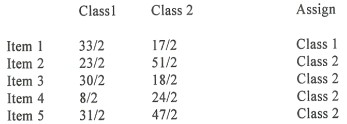 Class1 Class 2 Assign
Item 1 33/2 17/2 Class 1
Item 2 23/2 51/2 Class 2
Item 3 30/2 18/2 Class 2
Item 4 8/2 24/2 Class 2
Item 5 31/2 47/2 Class 2